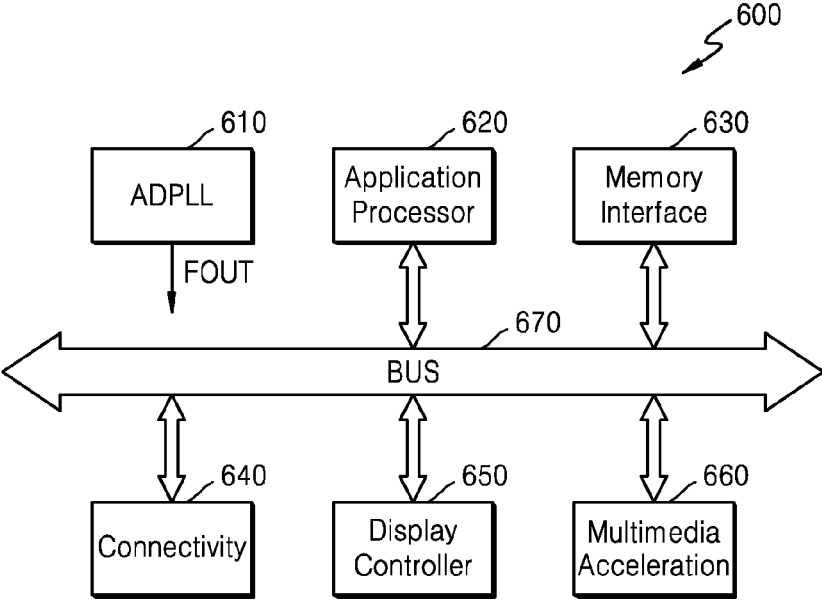 600
610
620
630
ADPLL
Application
Processor
Memory
Interface
FOUT
670
BUS
640
650
660
Connectivity
Display
Controller
Multimedia
Acceleration